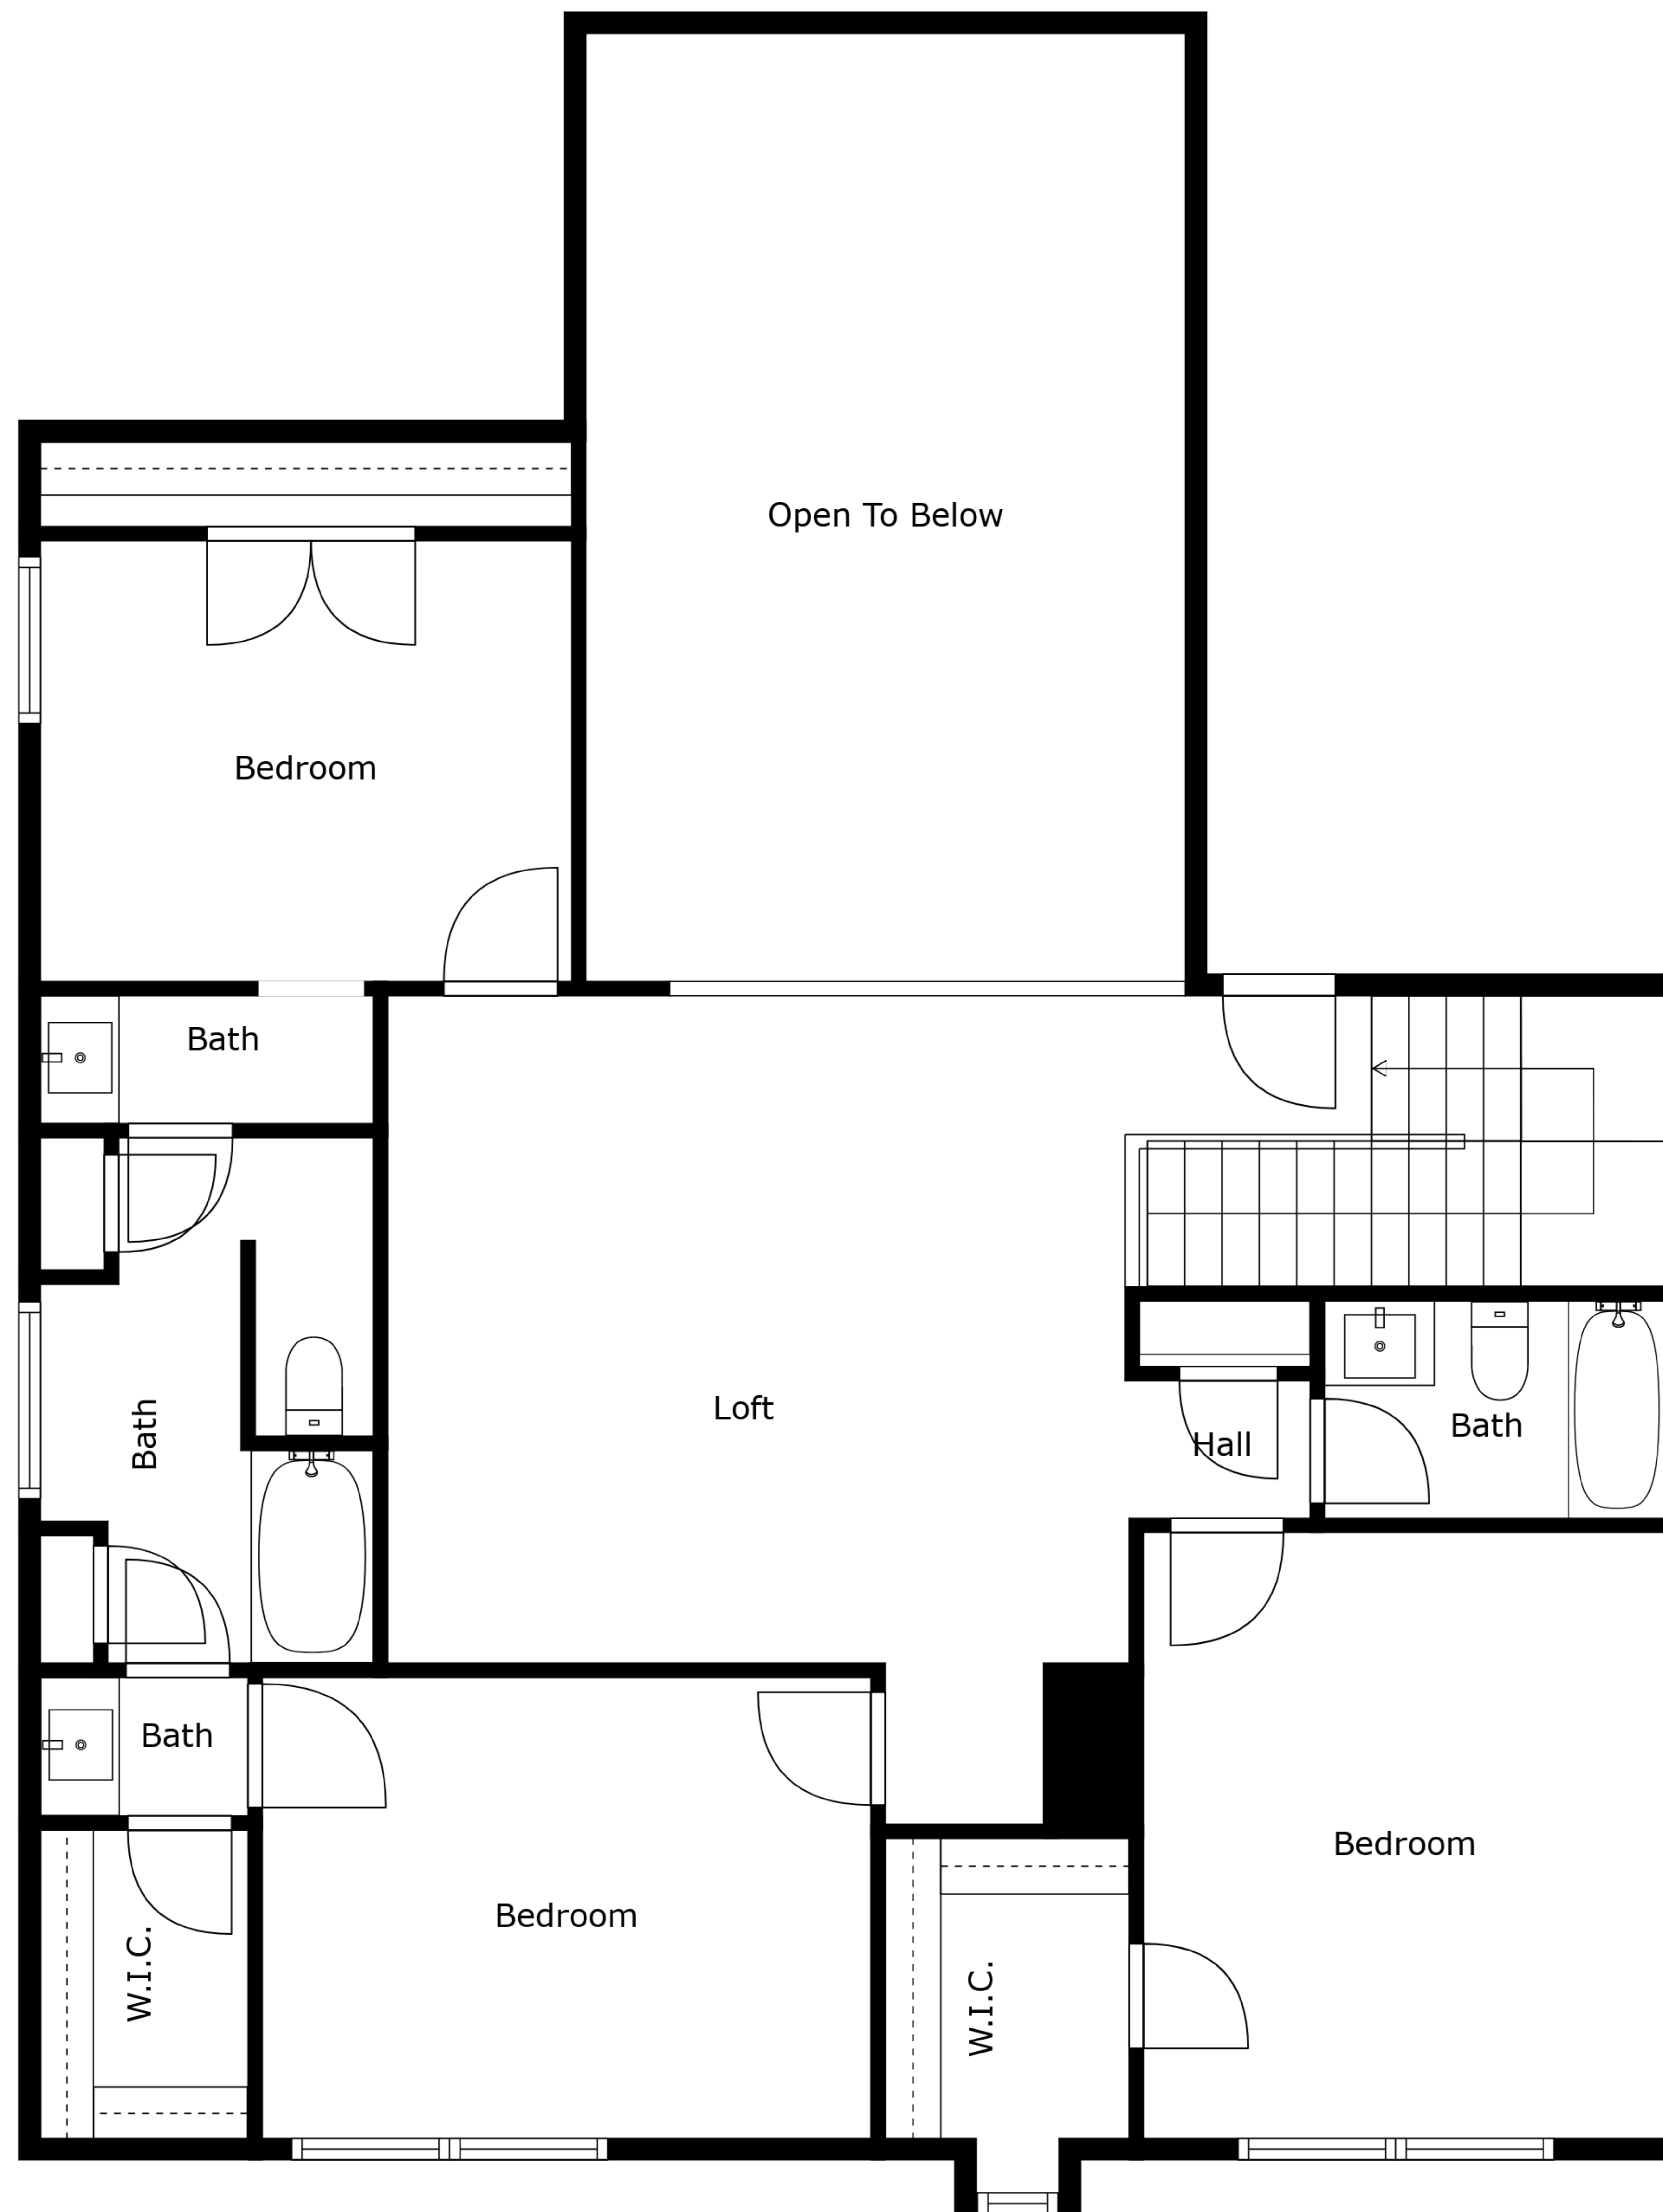 Open To Below
Bedroom
Bath
Loft
Bath
Hall
Bath
Bath
Bedroom
Bedroom
W.I.C.
W.I.C.